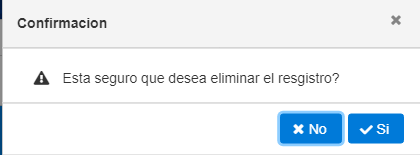 Confirmacion
Esta seguro que desea eliminar el resgistro?
No
Si